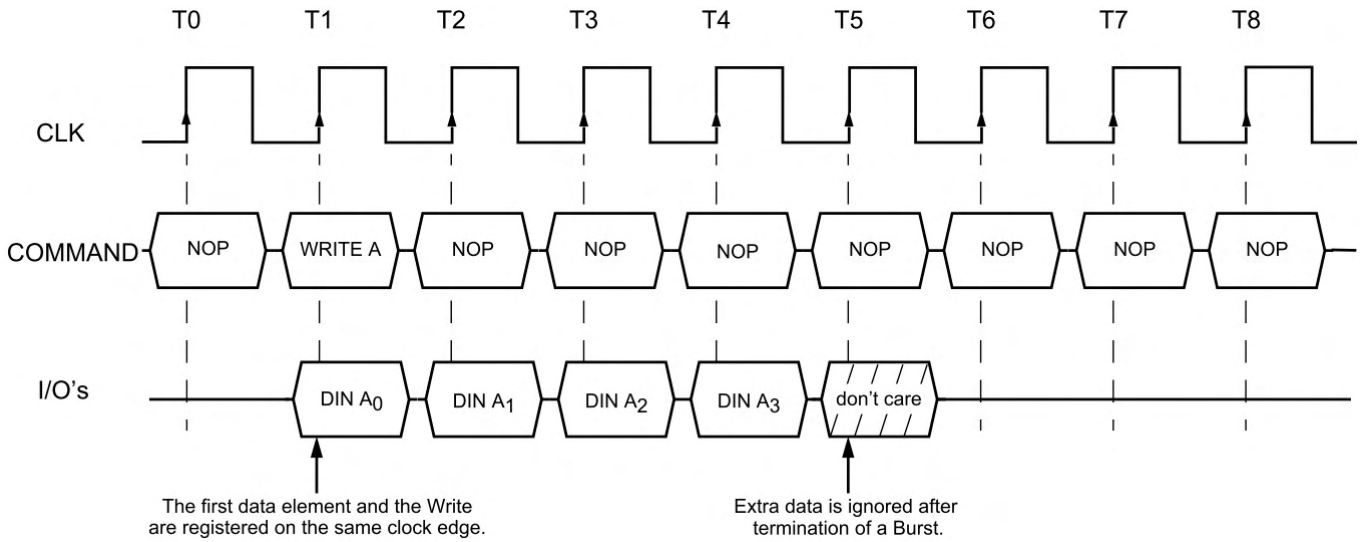 T0 T1 T2 T3 T4 T5 T6 T7 T8
CLK
COMMAND NOP WRITE A NOP NOP NOP NOP NOP NOP NOP
I/O's DIN A0 DIN A1 DIN A2 DIN A3 don't care
The first data element and the Write
are registered on the same clock edge.
Extra data is ignored after
termination of a Burst.